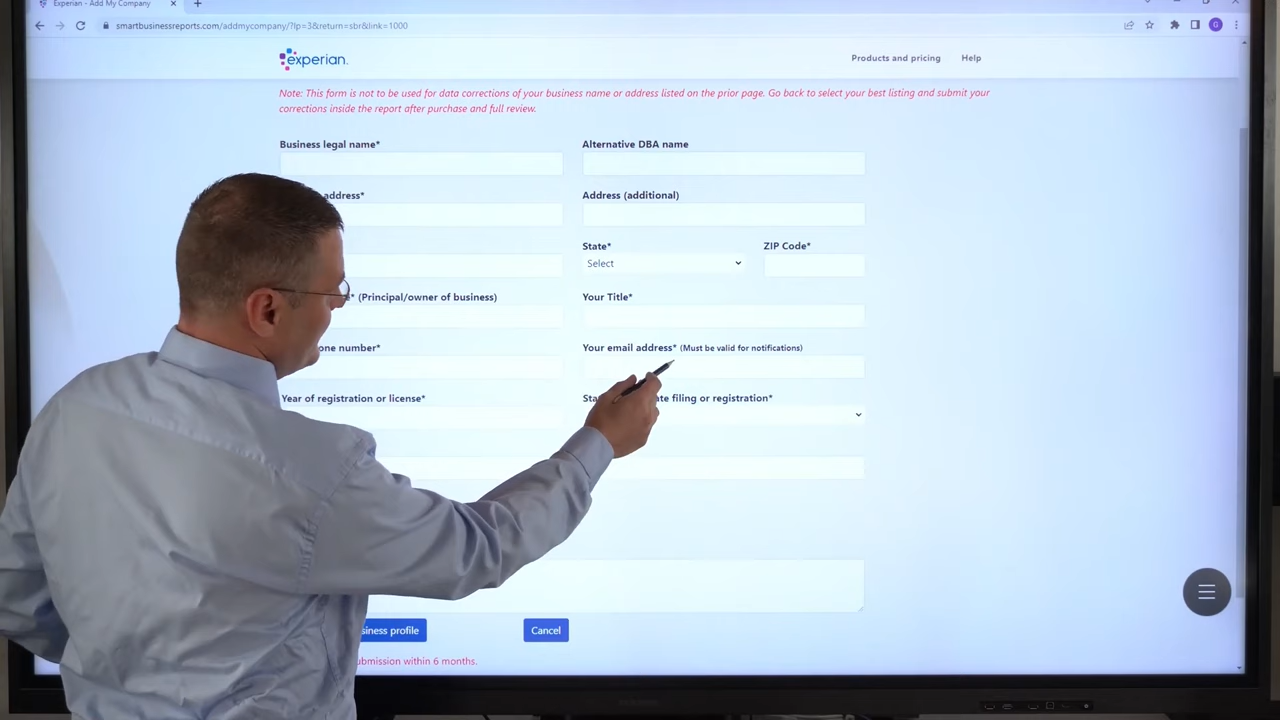 Experian - Add My Company
smartbusinessreports.com/addmycompany/?lp=3&return=sbr&link=1000
experian.
Products and pricing
Help
Note: This form is not to be used for data corrections of your business name or address listed on the prior page. Go back to select your best listing and submit your
corrections inside the report after purchase and full review.
Business legal name*
Alternative DBA name
address*
Address (additional)
State*
ZIP Code*
Select
* (Principal/owner of business)
Your Title*
number*
Your email address* (Must be valid for notifications)
Year of registration or license*
filing or registration*
profile
Cancel
within 6 months.